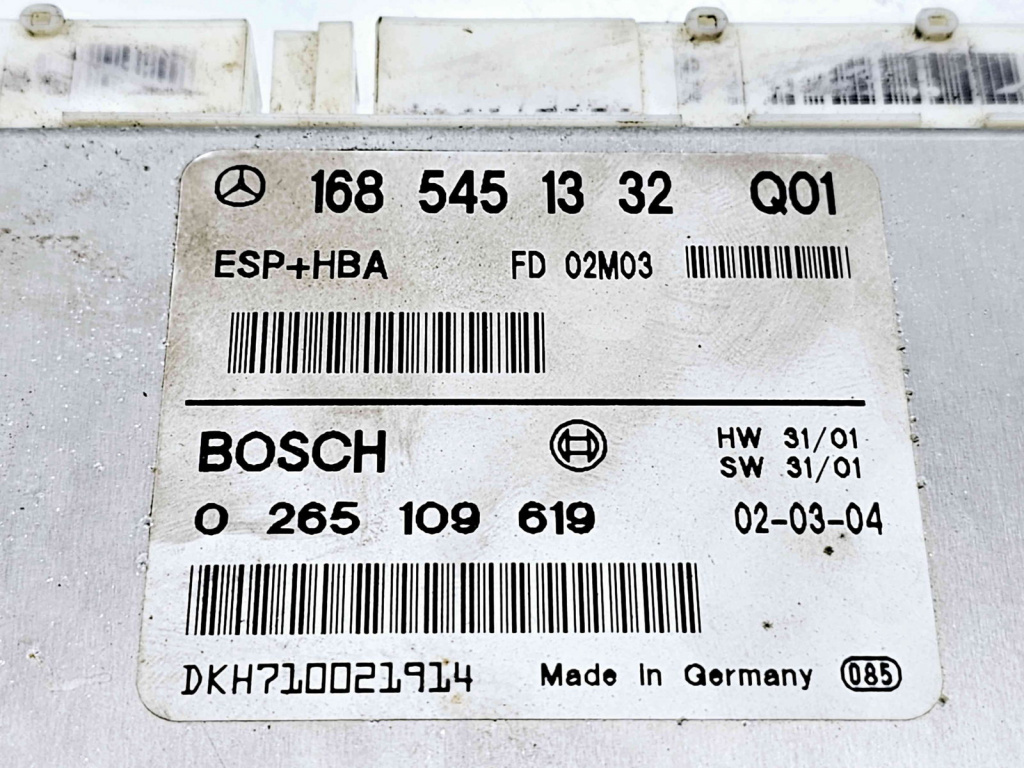 168 545 13 32 Q01
ESP+HBA FD 02M03
BOSCH HW 31/01
SW 31/01
0 265 109 619 02-03-04
DKH710021914 Made in Germany 085